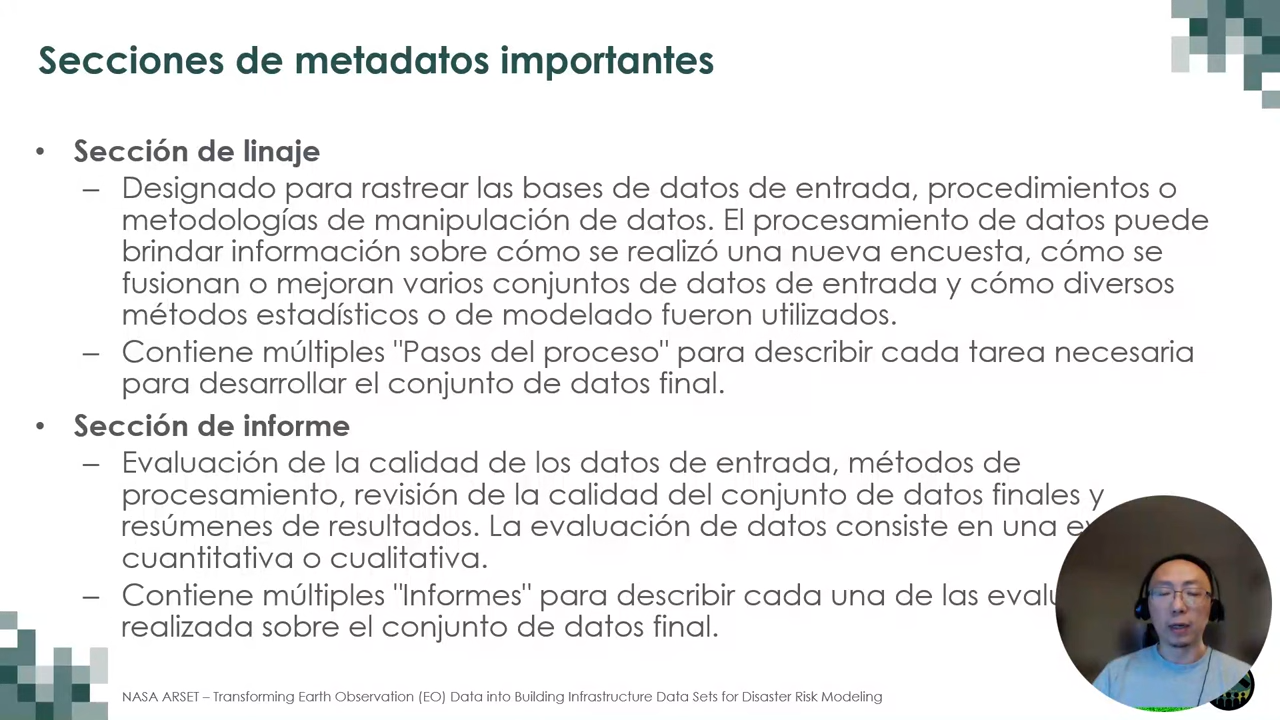 Secciones de metadatos importantes
• Sección de linaje
– Designado para rastrear las bases de datos de entrada, procedimientos o
metodologías de manipulación de datos. El procesamiento de datos puede
brindar información sobre cómo se realizó una nueva encuesta, cómo se
fusionan o mejoran varios conjuntos de datos de entrada y cómo diversos
métodos estadísticos o de modelado fueron utilizados.
– Contiene múltiples "Pasos del proceso" para describir cada tarea necesaria
para desarrollar el conjunto de datos final.
• Sección de informe
– Evaluación de la calidad de los datos de entrada, métodos de
procesamiento, revisión de la calidad del conjunto de datos finales y
resúmenes de resultados. La evaluación de datos consiste en una
cuantitativa o cualitativa.
– Contiene múltiples "Informes" para describir cada una de las
realizada sobre el conjunto de datos final.
NASA ARSET – Transforming Earth Observation (EO) Data into Building Infrastructure Data Sets for Disaster Risk Modeling